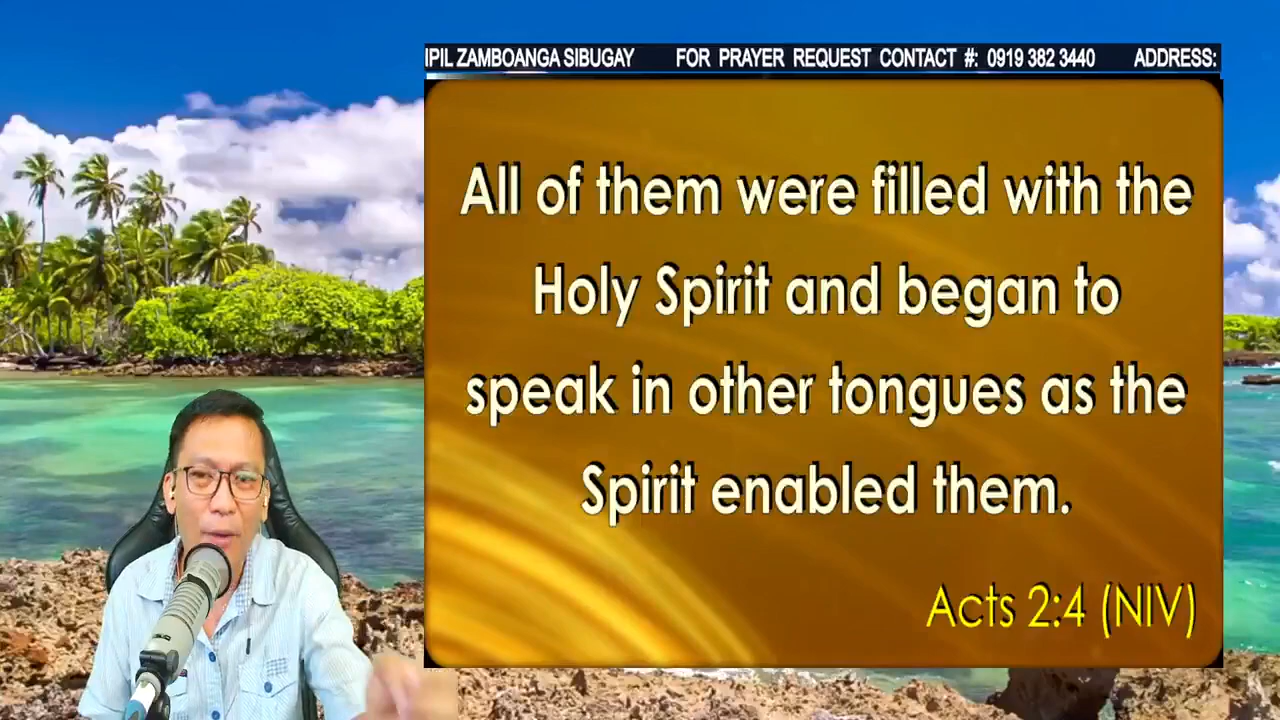 IPIL ZAMBOANGA SIBUGAY FOR PRAYER REQUEST CONTACT #: 0919 382 3440 ADDRESS:
All of them were filled with the
Holy Spirit and began to
speak in other tongues as the
Spirit enabled them.
Acts 2:4 (NIV)